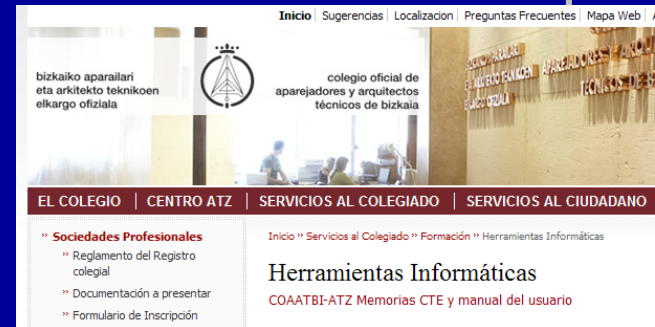 Inicio | Sugerencias | Localizacion | Preguntas Frecuentes | Mapa Web |
bizkaiko aparailari
eta arkitekto teknikoen
elkargo ofiziala
colegio oficial de
aparejadores y arquitectos
técnicos de bizkaia
EL COLEGIO | CENTRO ATZ | SERVICIOS AL COLEGIADO | SERVICIOS AL CIUDADANO
» Sociedades Profesionales
» Reglamento del Registro
colegial
» Documentación a presentar
» Formulario de Inscripción
Inicio » Servicios al Colegiado » Formación » Herramientas Informáticas
Herramientas Informáticas
COAATBI-ATZ Memorias CTE y manual del usuario